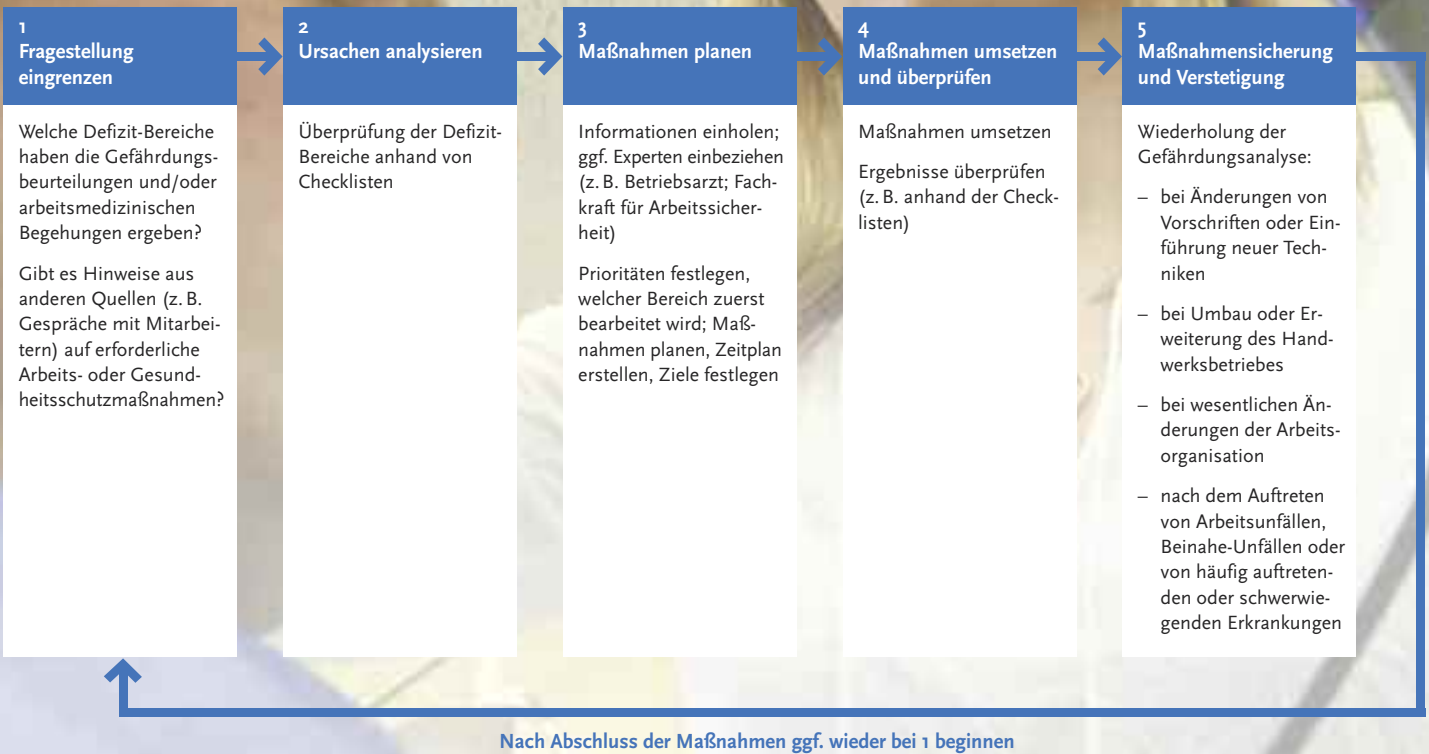 1
Fragestellung
eingrenzen
Welche Defizit-Bereiche
haben die Gefährdungs-
beurteilungen und/oder
arbeitsmedizinischen
Begehungen ergeben?
Gibt es Hinweise aus
anderen Quellen (z. B.
Gespräche mit Mitarbei-
tern) auf erforderliche
Arbeits- oder Gesund-
heitsschutzmaßnahmen?
2
Ursachen analysieren
Überprüfung der Defizit-
Bereiche anhand von
Checklisten
3
Maßnahmen planen
Informationen einholen;
ggf. Experten einbeziehen
(z. B. Betriebsarzt; Fach-
kraft für Arbeitssicher-
heit)
Prioritäten festlegen,
welcher Bereich zuerst
bearbeitet wird; Maß-
nahmen planen, Zeitplan
erstellen, Ziele festlegen
4
Maßnahmen umsetzen
und überprüfen
Maßnahmen umsetzen
Ergebnisse überprüfen
(z. B. anhand der Check-
listen)
5
Maßnahmensicherung
und Verstetigung
Wiederholung der
Gefährdungsanalyse:
– bei Änderungen von
Vorschriften oder Ein-
führung neuer Tech-
niken
– bei Umbau oder Er-
weiterung des Hand-
werksbetriebes
– bei wesentlichen Än-
derungen der Arbeits-
organisation
– nach dem Auftreten
von Arbeitsunfällen,
Beinahe-Unfällen oder
von häufig auftreten-
den oder schwerwie-
genden Erkrankungen
Nach Abschluss der Maßnahmen ggf. wieder bei 1 beginnen